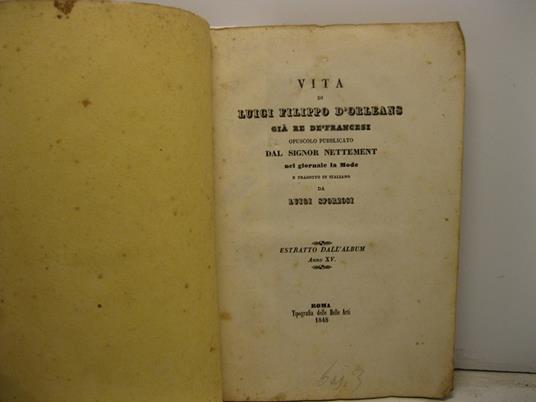 VITA
DI
LUIGI FILIPPO D'ORLEANS
GIÀ RE DE'FRANCESI
OPUSCOLO PUBBLICATO
DAL SIGNOR NETTEMENT
nel giornale la Mode
E TRADOTTO IN ITALIANO
DA
LUIGI SFORZOSI
ESTRATTO DALL'ALBUM
Anno XV.
ROMA
Tipografia delle Belle Arti
1848